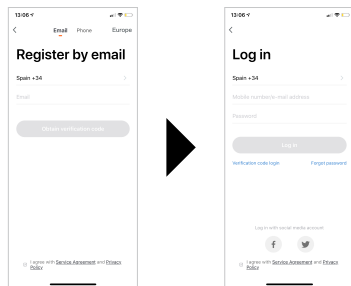 13:06
Email Phone Europe
Register by email
Spain +34
Email
Obtain verification code
I agree with Service Agreement and Privacy
Policy
13:06
Log in
Spain +34
Mobile number/e-mail address
Password
Log in
Verification code login Forgot password
Log in with social media account
I agree with Service Agreement and Privacy
Policy